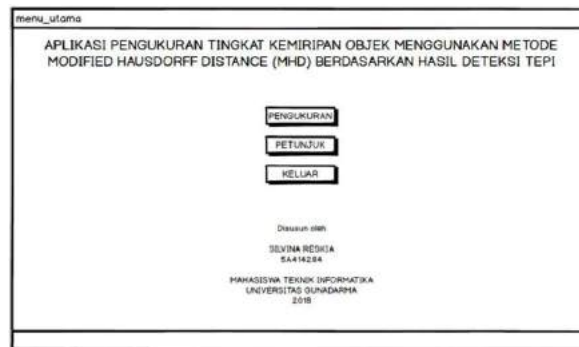 menu_utama
APLIKASI PENGUKURAN TINGKAT KEMIRIPAN OBJEK MENGGUNAKAN METODE
MODIFIED HAUSDORFF DISTANCE (MHD) BERDASARKAN HASIL DETEKSI TEPI
PENGUKURAN
PETUNJUK
KELUAR
Disusun oleh
SILVINA RESKIA
5A414284
MAHASISWA TEKNIK INFORMATIKA
UNIVERSITAS GUNADARMA
2018